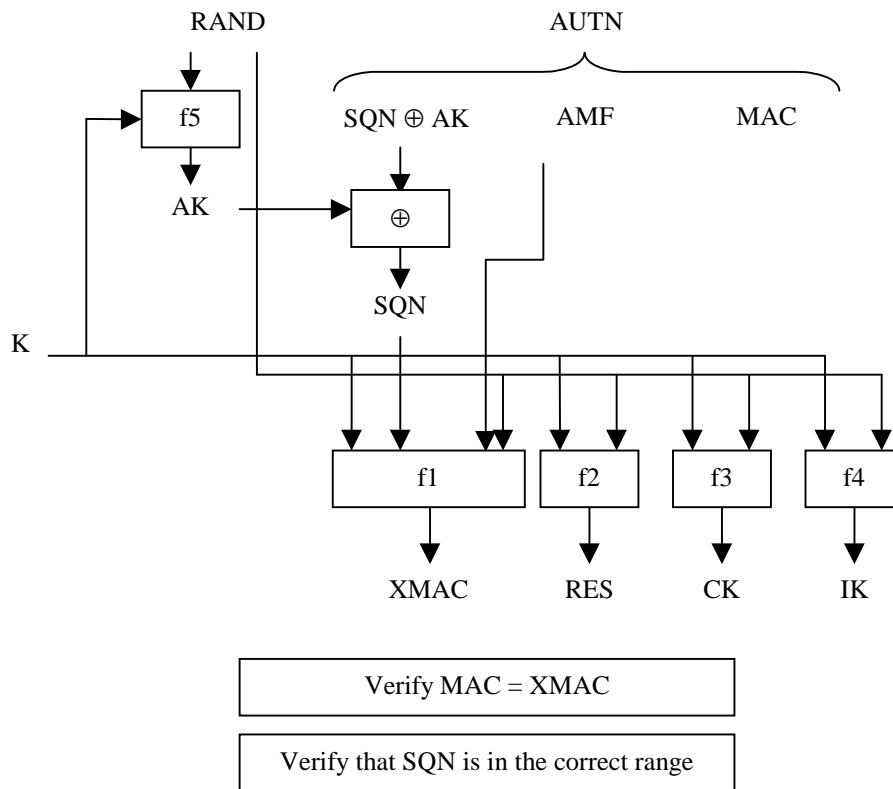 RAND
AUTN
f5
SQN ⊕ AK
AMF
MAC
AK
⊕
SQN
K
f1
f2
f3
f4
XMAC
RES
CK
IK
Verify MAC = XMAC
Verify that SQN is in the correct range